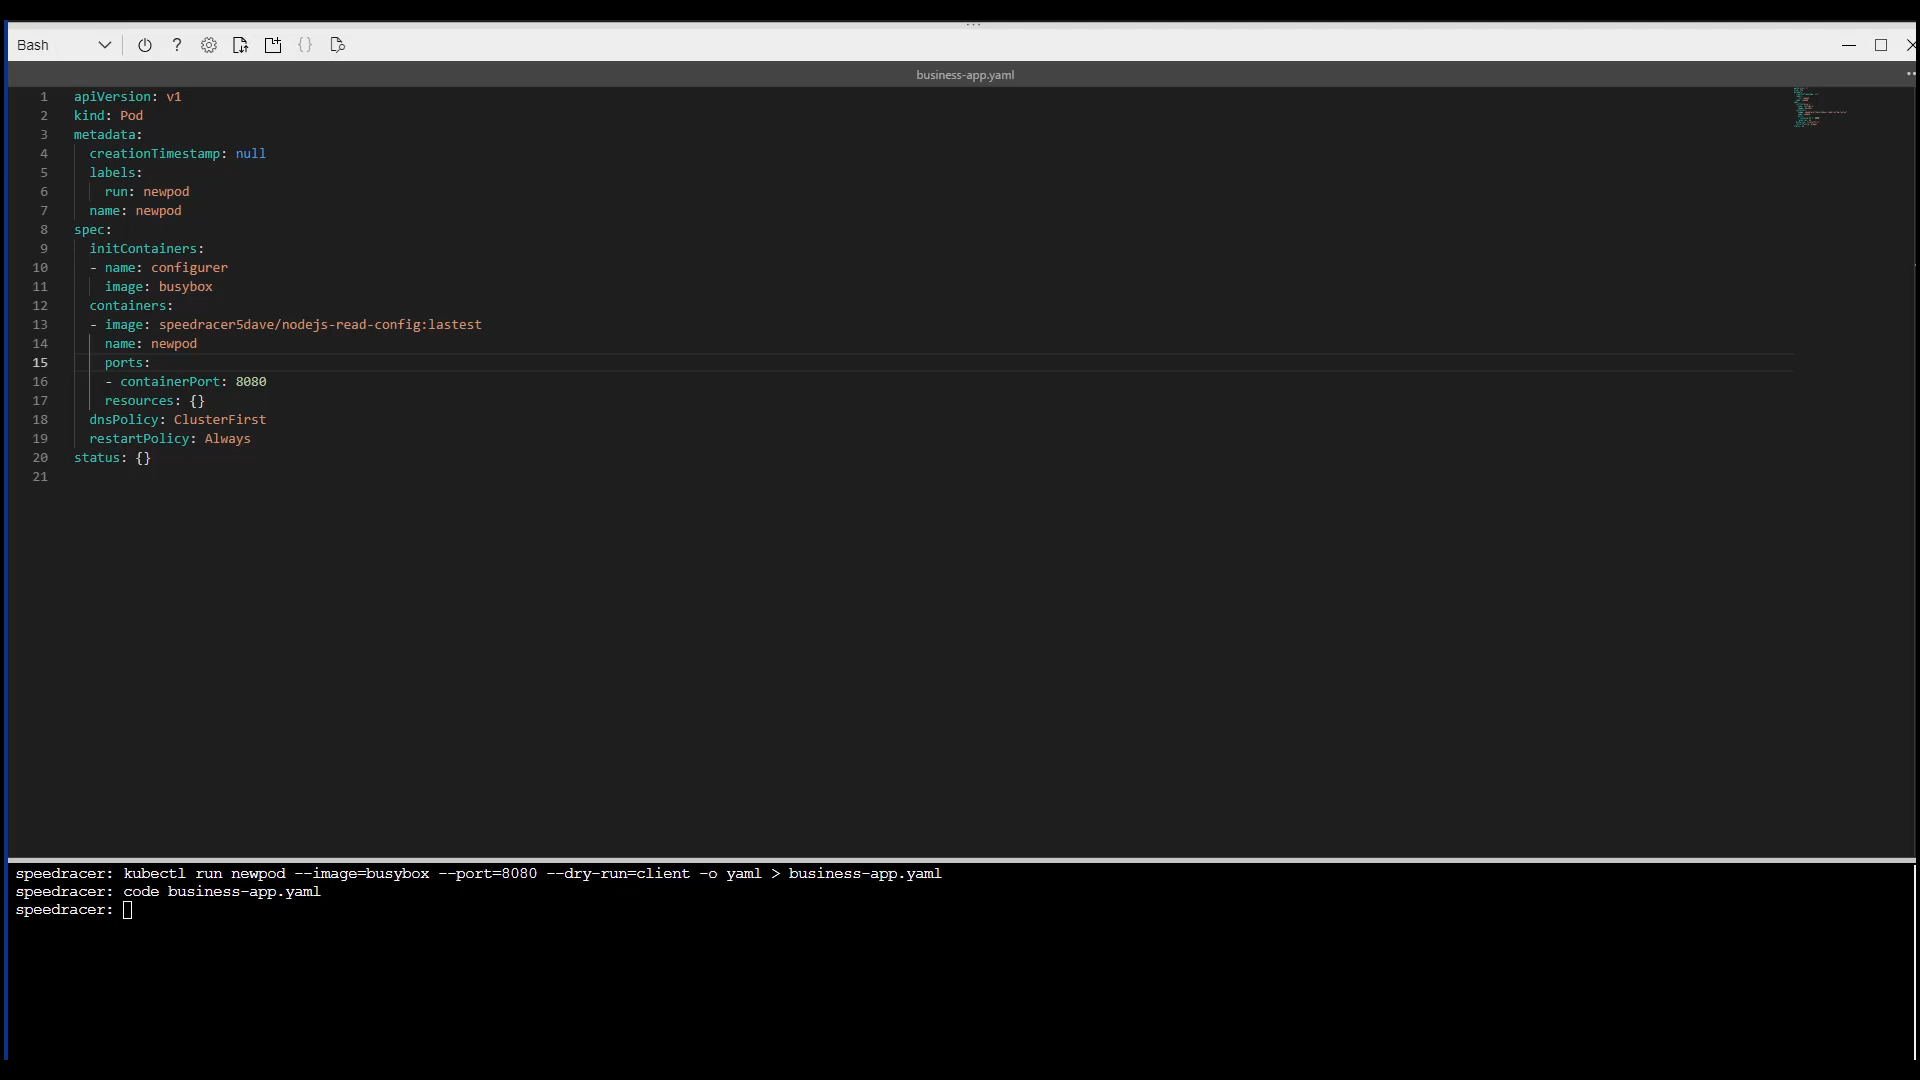 Bash
business-app.yaml
1 apiVersion: v1
2 kind: Pod
3 metadata:
4 creationTimestamp: null
5 labels:
6 run: newpod
7 name: newpod
8 spec:
9 initContainers:
10 - name: configurer
11 image: busybox
12 containers:
13 - image: speedracer5dave/nodejs-read-config:lastest
14 name: newpod
15 ports:
16 - containerPort: 8080
17 resources: {}
18 dnsPolicy: ClusterFirst
19 restartPolicy: Always
20 status: {}
21
speedracer: kubectl run newpod --image=busybox --port=8080 --dry-run=client -o yaml > business-app.yaml
speedracer: code business-app.yaml
speedracer: